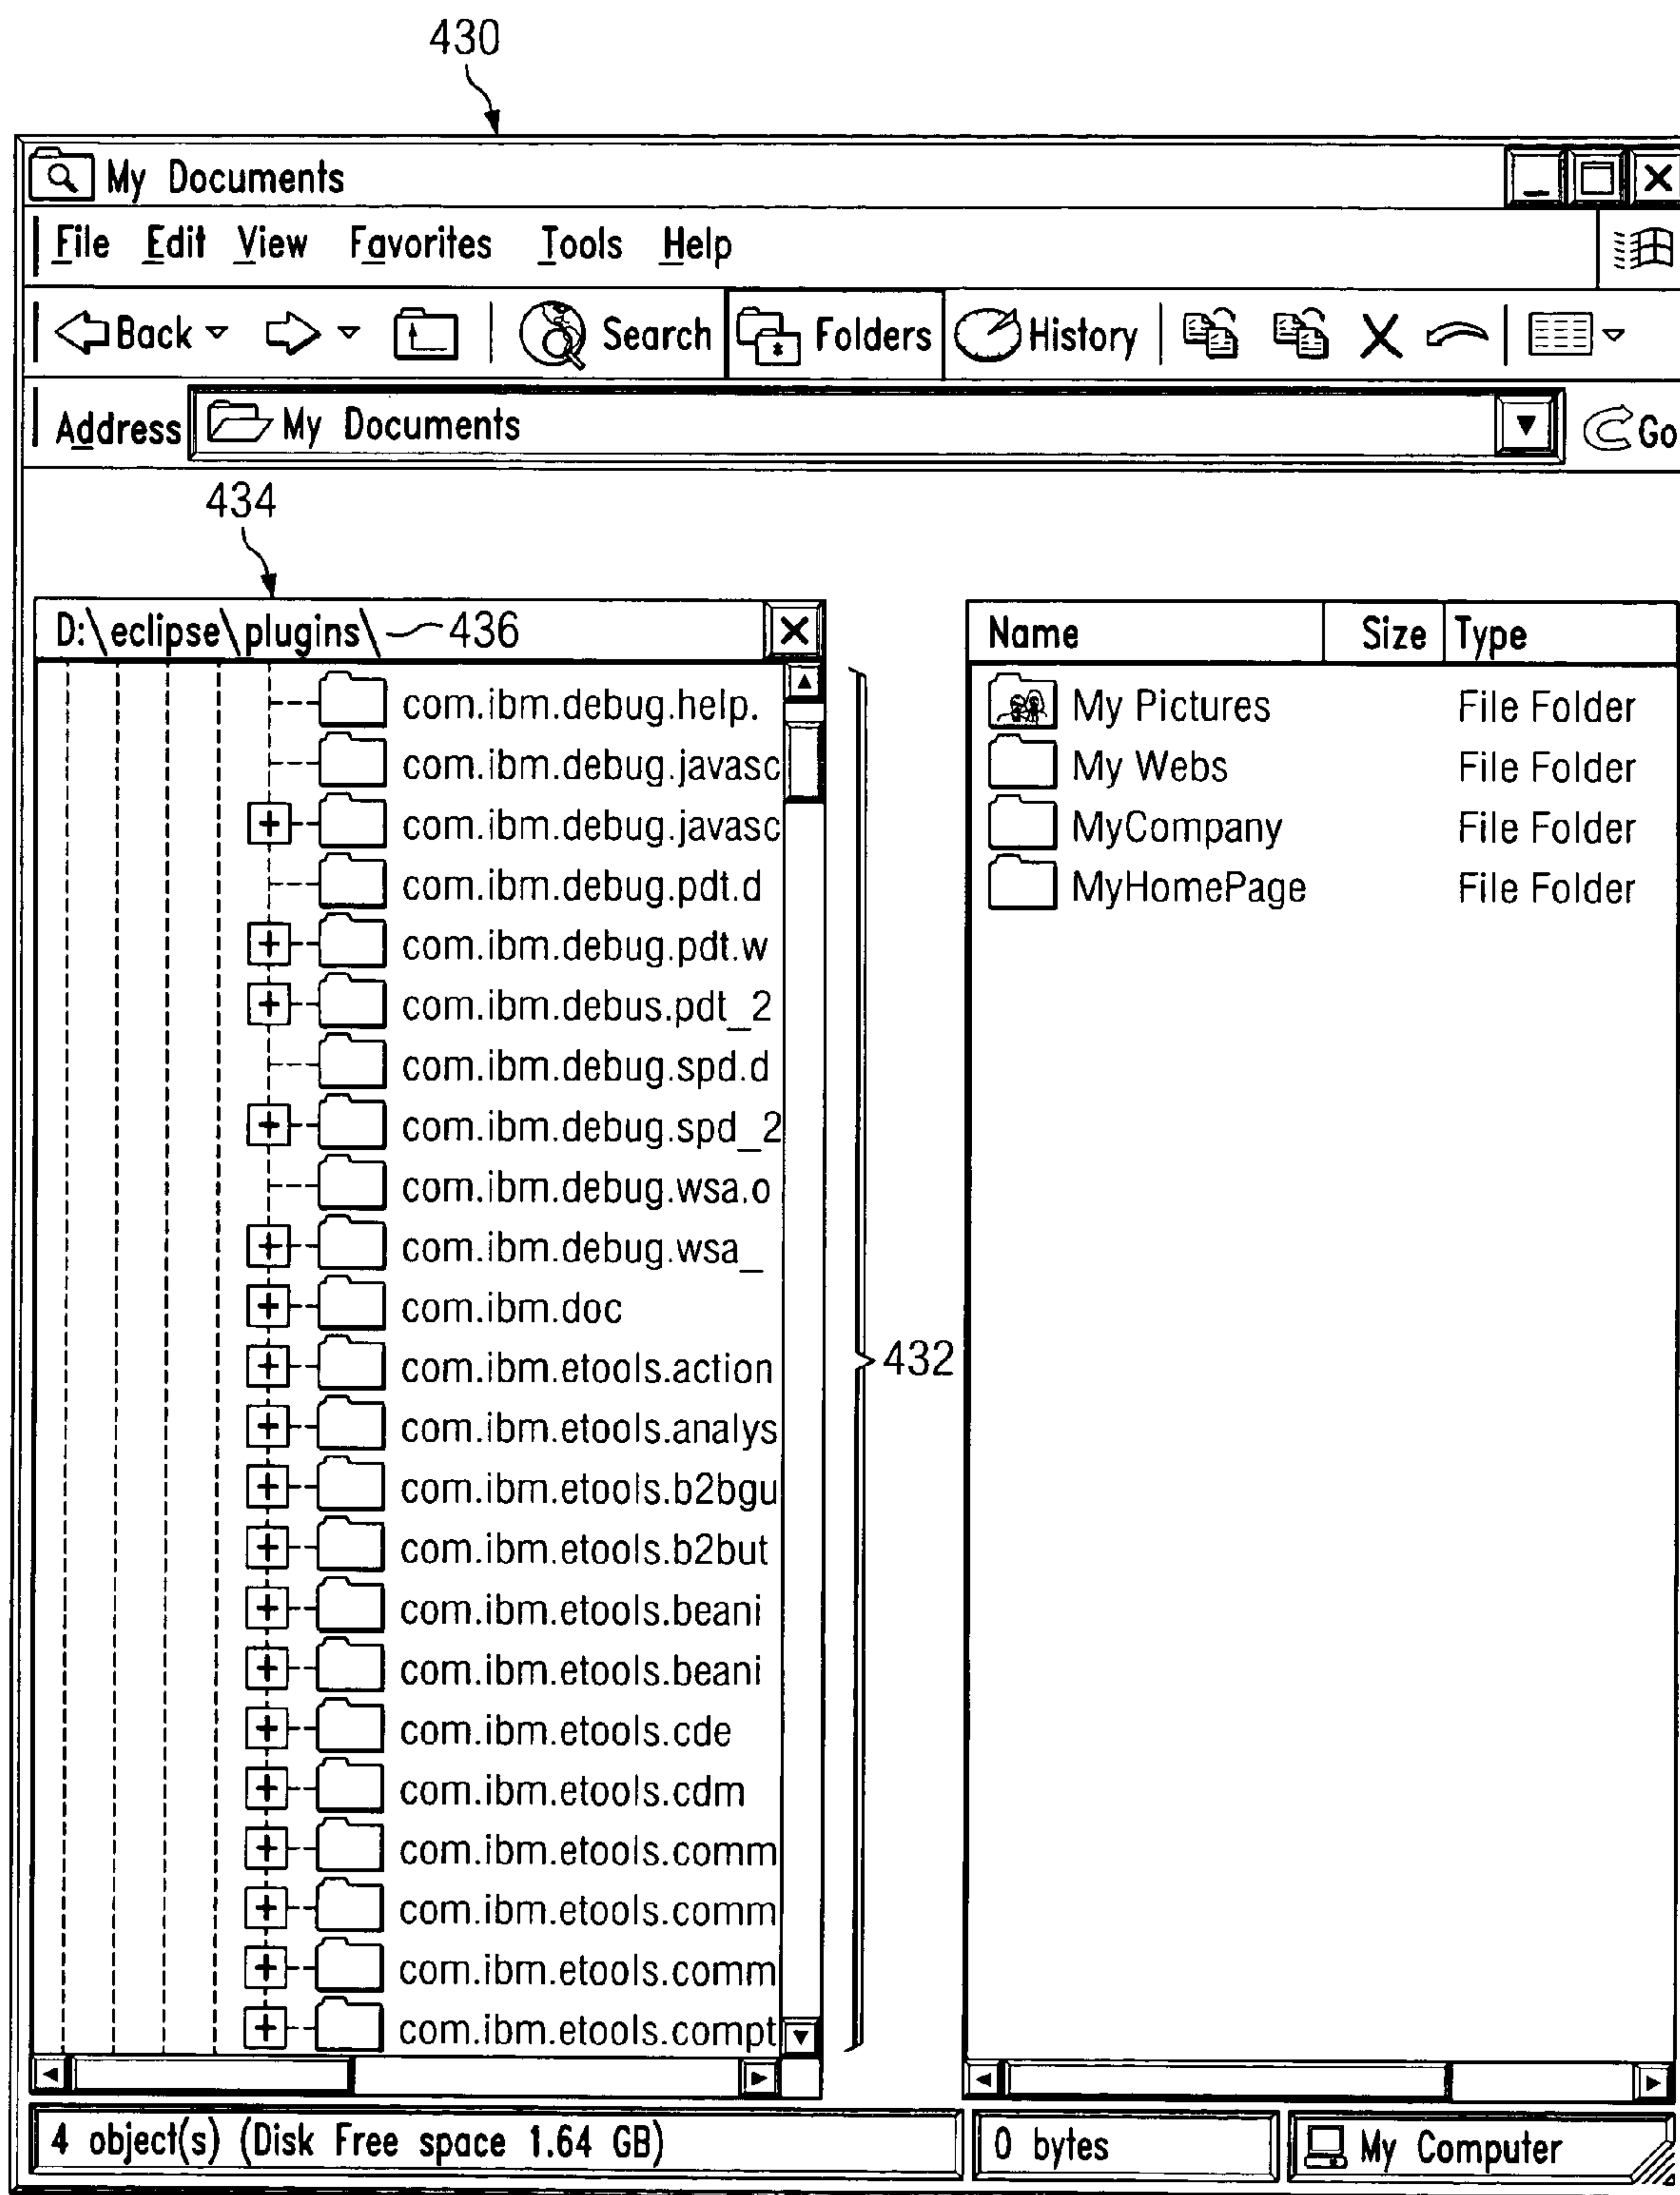 430
My Documents
File Edit View Favorites Tools Help
Back Search Folders History
Address My Documents Go
434
D:\eclipse\plugins\ 436
com.ibm.debug.help.
com.ibm.debug.javasc
com.ibm.debug.javasc
com.ibm.debug.pdt.d
com.ibm.debug.pdt.w
com.ibm.debus.pdt_2
com.ibm.debug.spd.d
com.ibm.debug.spd_2
com.ibm.debug.wsa.o
com.ibm.debug.wsa_
com.ibm.doc
com.ibm.etools.action
com.ibm.etools.analys
com.ibm.etools.b2bgu
com.ibm.etools.b2but
com.ibm.etools.beani
com.ibm.etools.beani
com.ibm.etools.cde
com.ibm.etools.cdm
com.ibm.etools.comm
com.ibm.etools.comm
com.ibm.etools.comm
com.ibm.etools.compt
432
Name Size Type
My Pictures File Folder
My Webs File Folder
MyCompany File Folder
MyHomePage File Folder
4 object(s) (Disk Free space 1.64 GB) 0 bytes My Computer